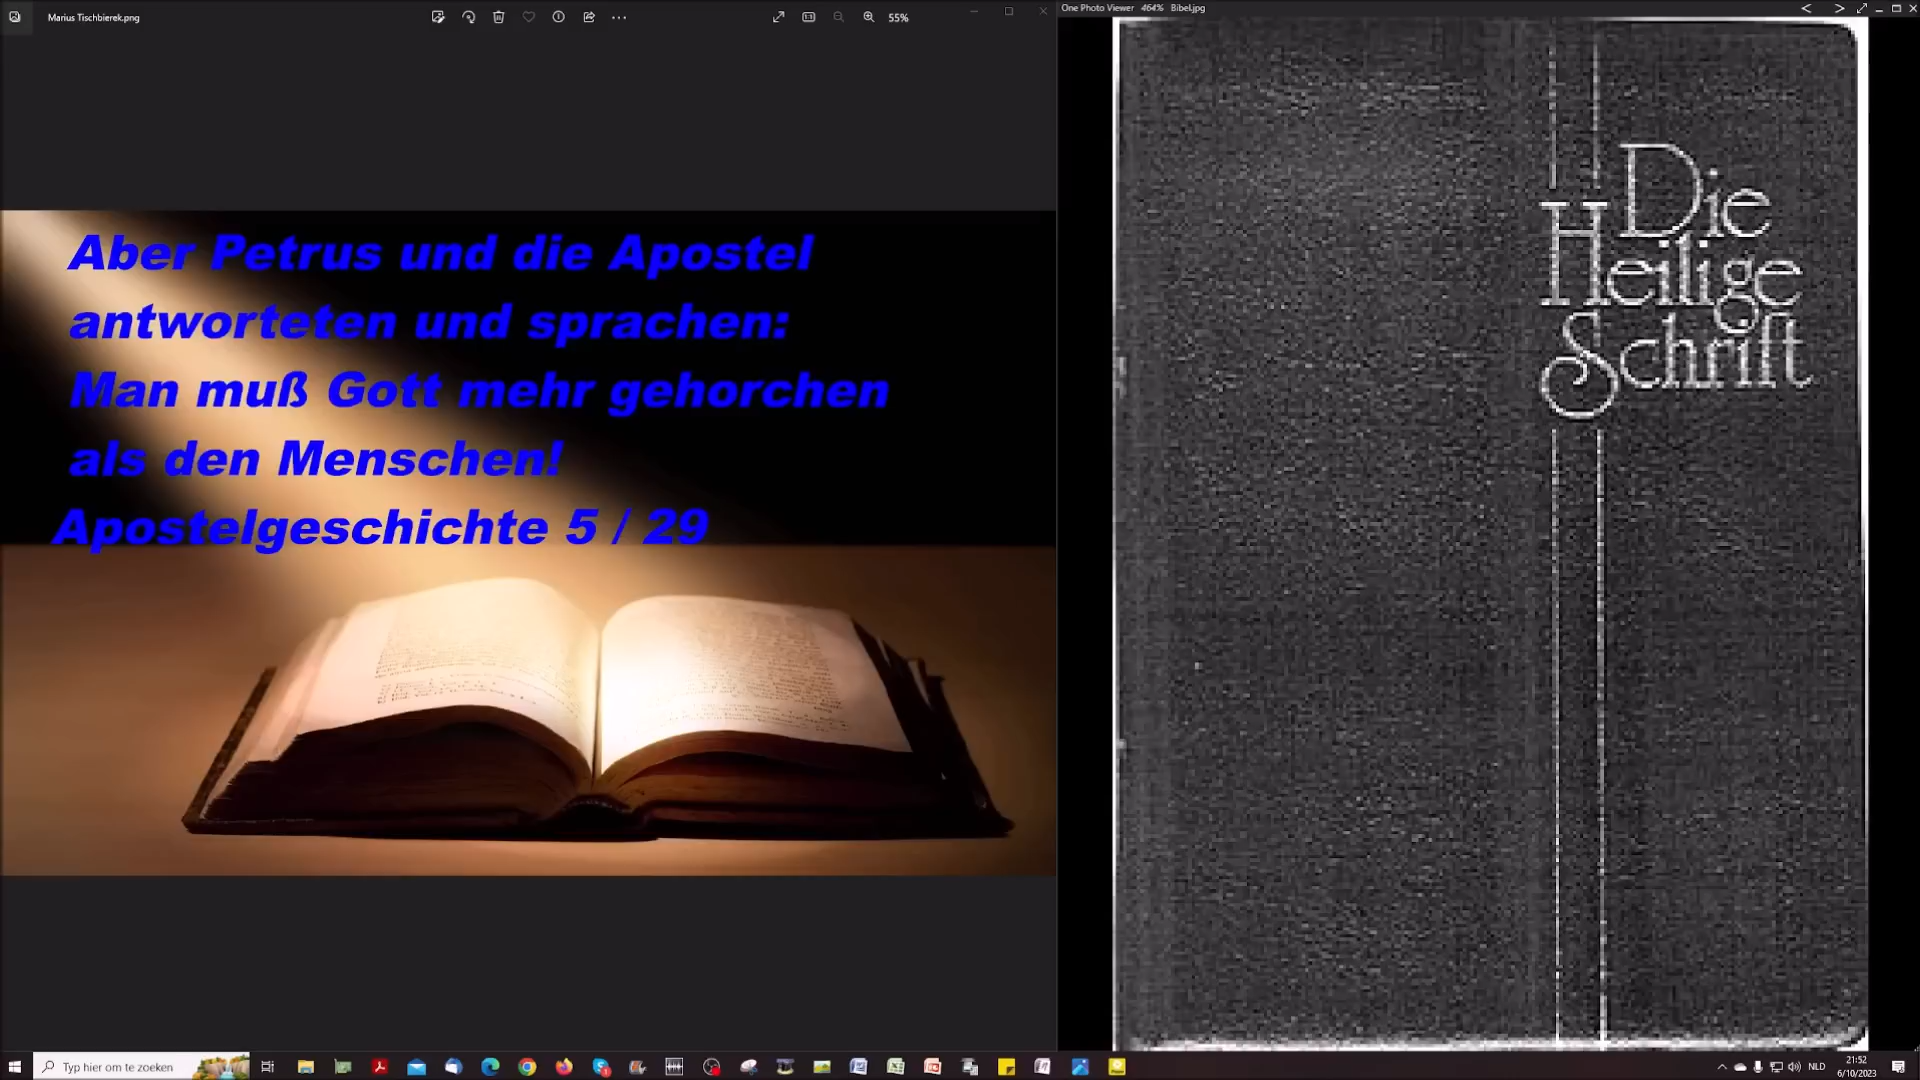 Marius Tischbierek.png
55%
One Photo Viewer 464% Bibel.jpg
Aber Petrus und die Apostel
antworteten und sprachen:
Man muß Gott mehr gehorchen
als den Menschen!
Apostelgeschichte 5 / 29
Die
Heilige
Schrift
Typ hier om te zoeken
NLD
21:52
6/10/2023